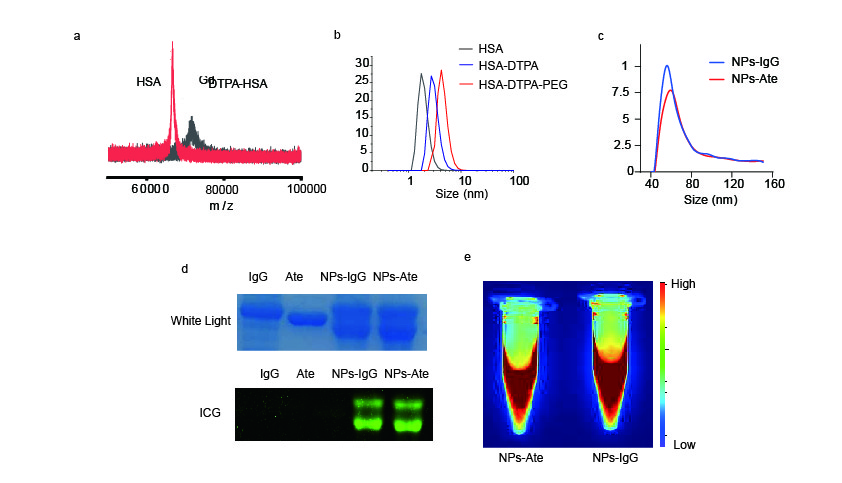 a
HSA
Gd
DTPA-HSA
60000 80000 100000
m/z
b
HSA
HSA-DTPA
HSA-DTPA-PEG
30
25
20
15
10
5
0
1 10 100
Size (nm)
c
NPs-IgG
NPs-Ate
1
7.5
5
2.5
0
40 80 120 160
Size (nm)
d
IgG Ate NPs-IgG NPs-Ate
White Light
IgG Ate NPs-IgG NPs-Ate
ICG
e
High
Low
NPs-Ate NPs-IgG